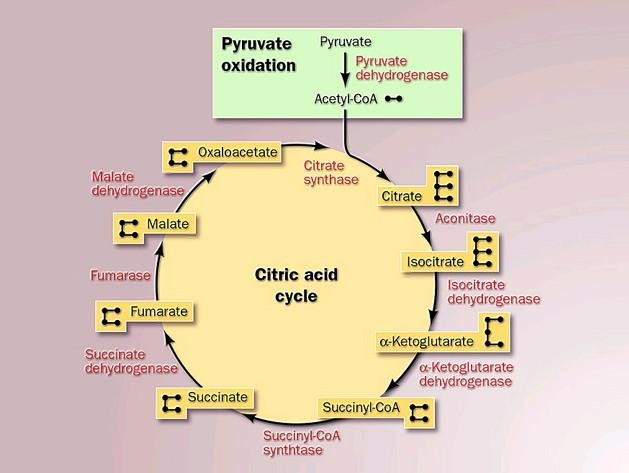 Pyruvate
oxidation
Pyruvate
Pyruvate
dehydrogenase
Acetyl-CoA
Oxaloacetate
Citrate
synthase
Citrate
Aconitase
Isocitrate
Isocitrate
dehydrogenase
α-Ketoglutarate
α-Ketoglutarate
dehydrogenase
Succinyl-CoA
Succinyl-CoA
synthtase
Succinate
Succinate
dehydrogenase
Fumarate
Fumarase
Malate
Malate
dehydrogenase
Citric acid
cycle